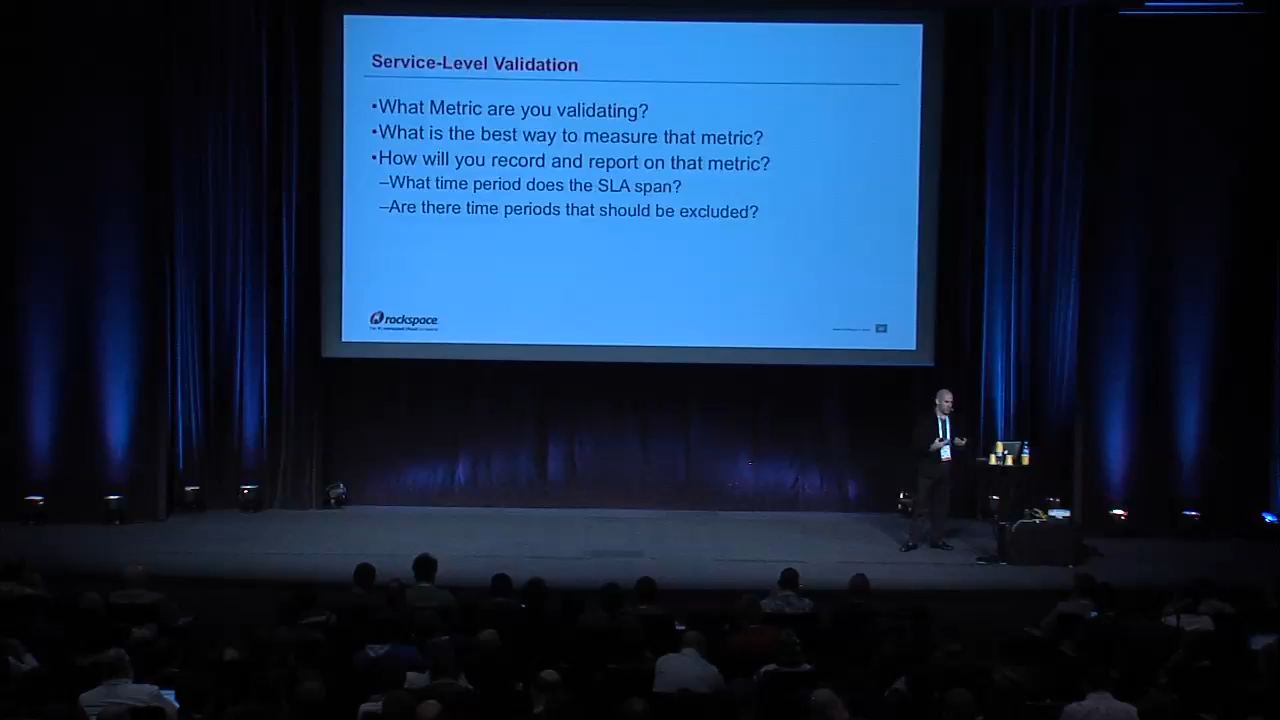 Service-Level Validation
•What Metric are you validating?
•What is the best way to measure that metric?
•How will you record and report on that metric?
–What time period does the SLA span?
–Are there time periods that should be excluded?
rockspace